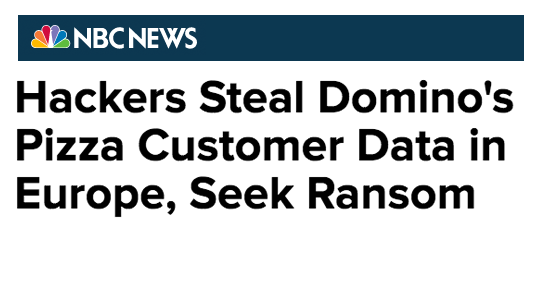 NBC NEWS
Hackers Steal Domino's
Pizza Customer Data in
Europe, Seek Ransom